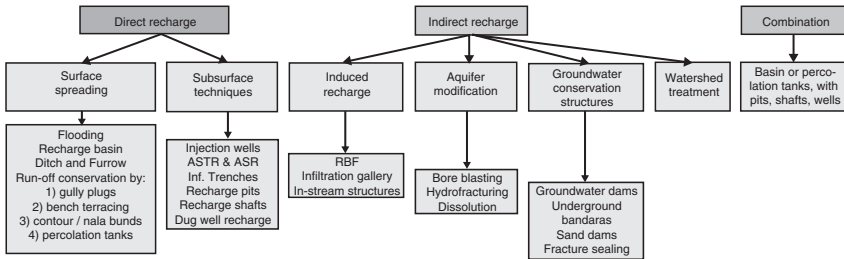 Direct recharge
Indirect recharge
Combination
Surface
spreading
Subsurface
techniques
Induced
recharge
Aquifer
modification
Groundwater
conservation
structures
Watershed
treatment
Basin or perco-
lation tanks, with
pits, shafts, wells
Flooding
Recharge basin
Ditch and Furrow
Run-off conservation by:
1) gully plugs
2) bench terracing
3) contour / nala bunds
4) percolation tanks
Injection wells
ASTR & ASR
Inf. Trenches
Recharge pits
Recharge shafts
Dug well recharge
RBF
Infiltration gallery
In-stream structures
Bore blasting
Hydrofracturing
Dissolution
Groundwater dams
Underground
bandaras
Sand dams
Fracture sealing